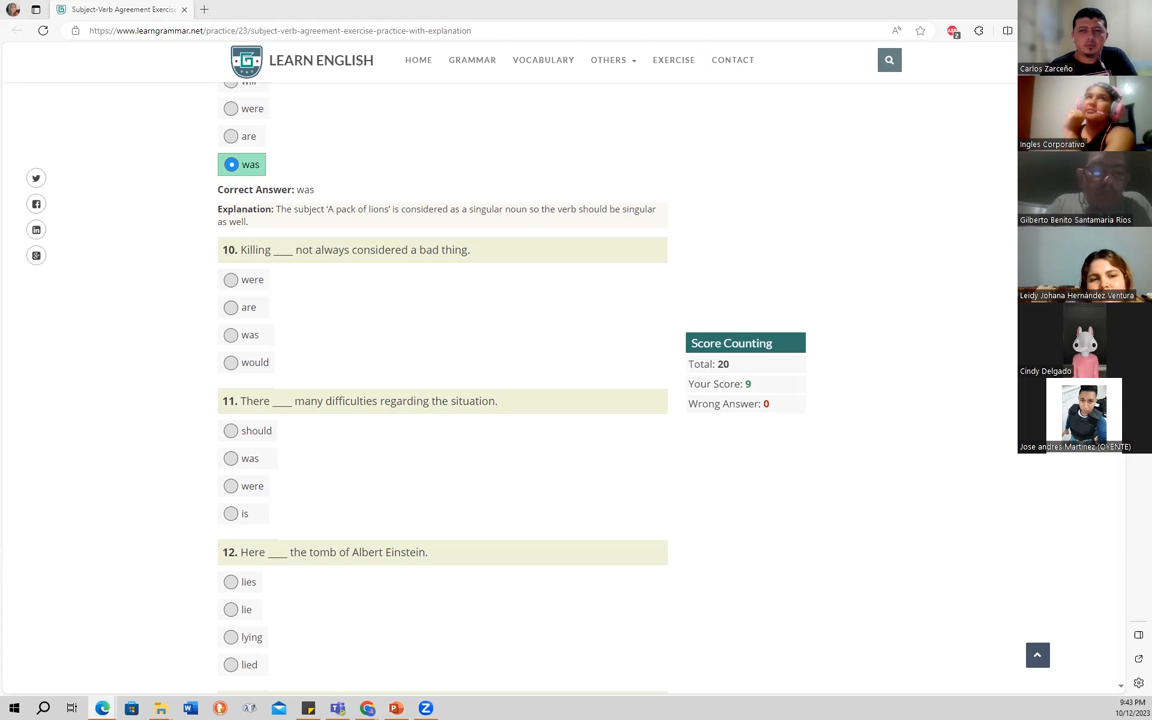 Subject-Verb Agreement Exercise
https://www.learngrammar.net/practice/23/subject-verb-agreement-exercise-practice-with-explanation
LEARN ENGLISH
HOME GRAMMAR VOCABULARY OTHERS EXERCISE CONTACT
were
are
was
Correct Answer: was
Explanation: The subject ‘A pack of lions’ is considered as a singular noun so the verb should be singular
as well.
10. Killing ____ not always considered a bad thing.
were
are
was
would
11. There ____ many difficulties regarding the situation.
should
was
were
is
12. Here ____ the tomb of Albert Einstein.
lies
lie
lying
lied
Score Counting
Total: 20
Your Score: 9
Wrong Answer: 0
Carlos Zarceño
Ingles Corporativo
Gilberto Benito Santamaria Rios
Leidy Johana Hernández Ventura
Cindy Delgado
Jose andres Martinez (OYENTE)
9:43 PM
10/12/2023